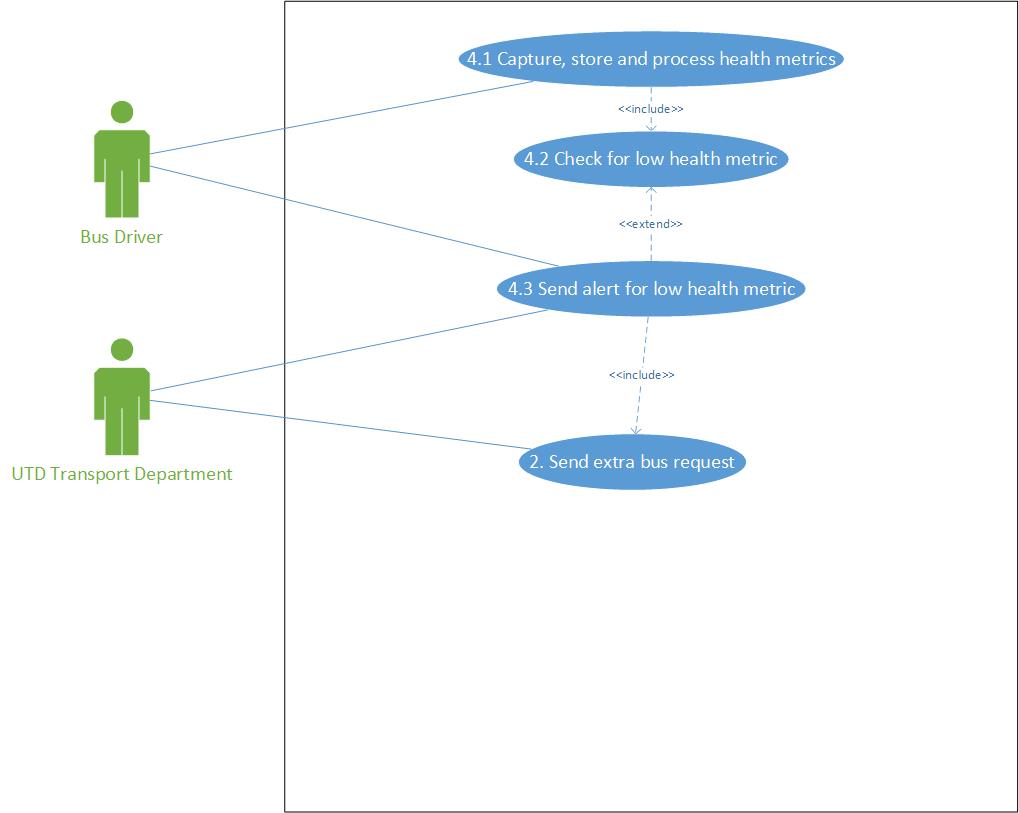 4.1 Capture, store and process health metrics
<<include>>
4.2 Check for low health metric
Bus Driver
<<extend>>
4.3 Send alert for low health metric
<<include>>
2. Send extra bus request
UTD Transport Department